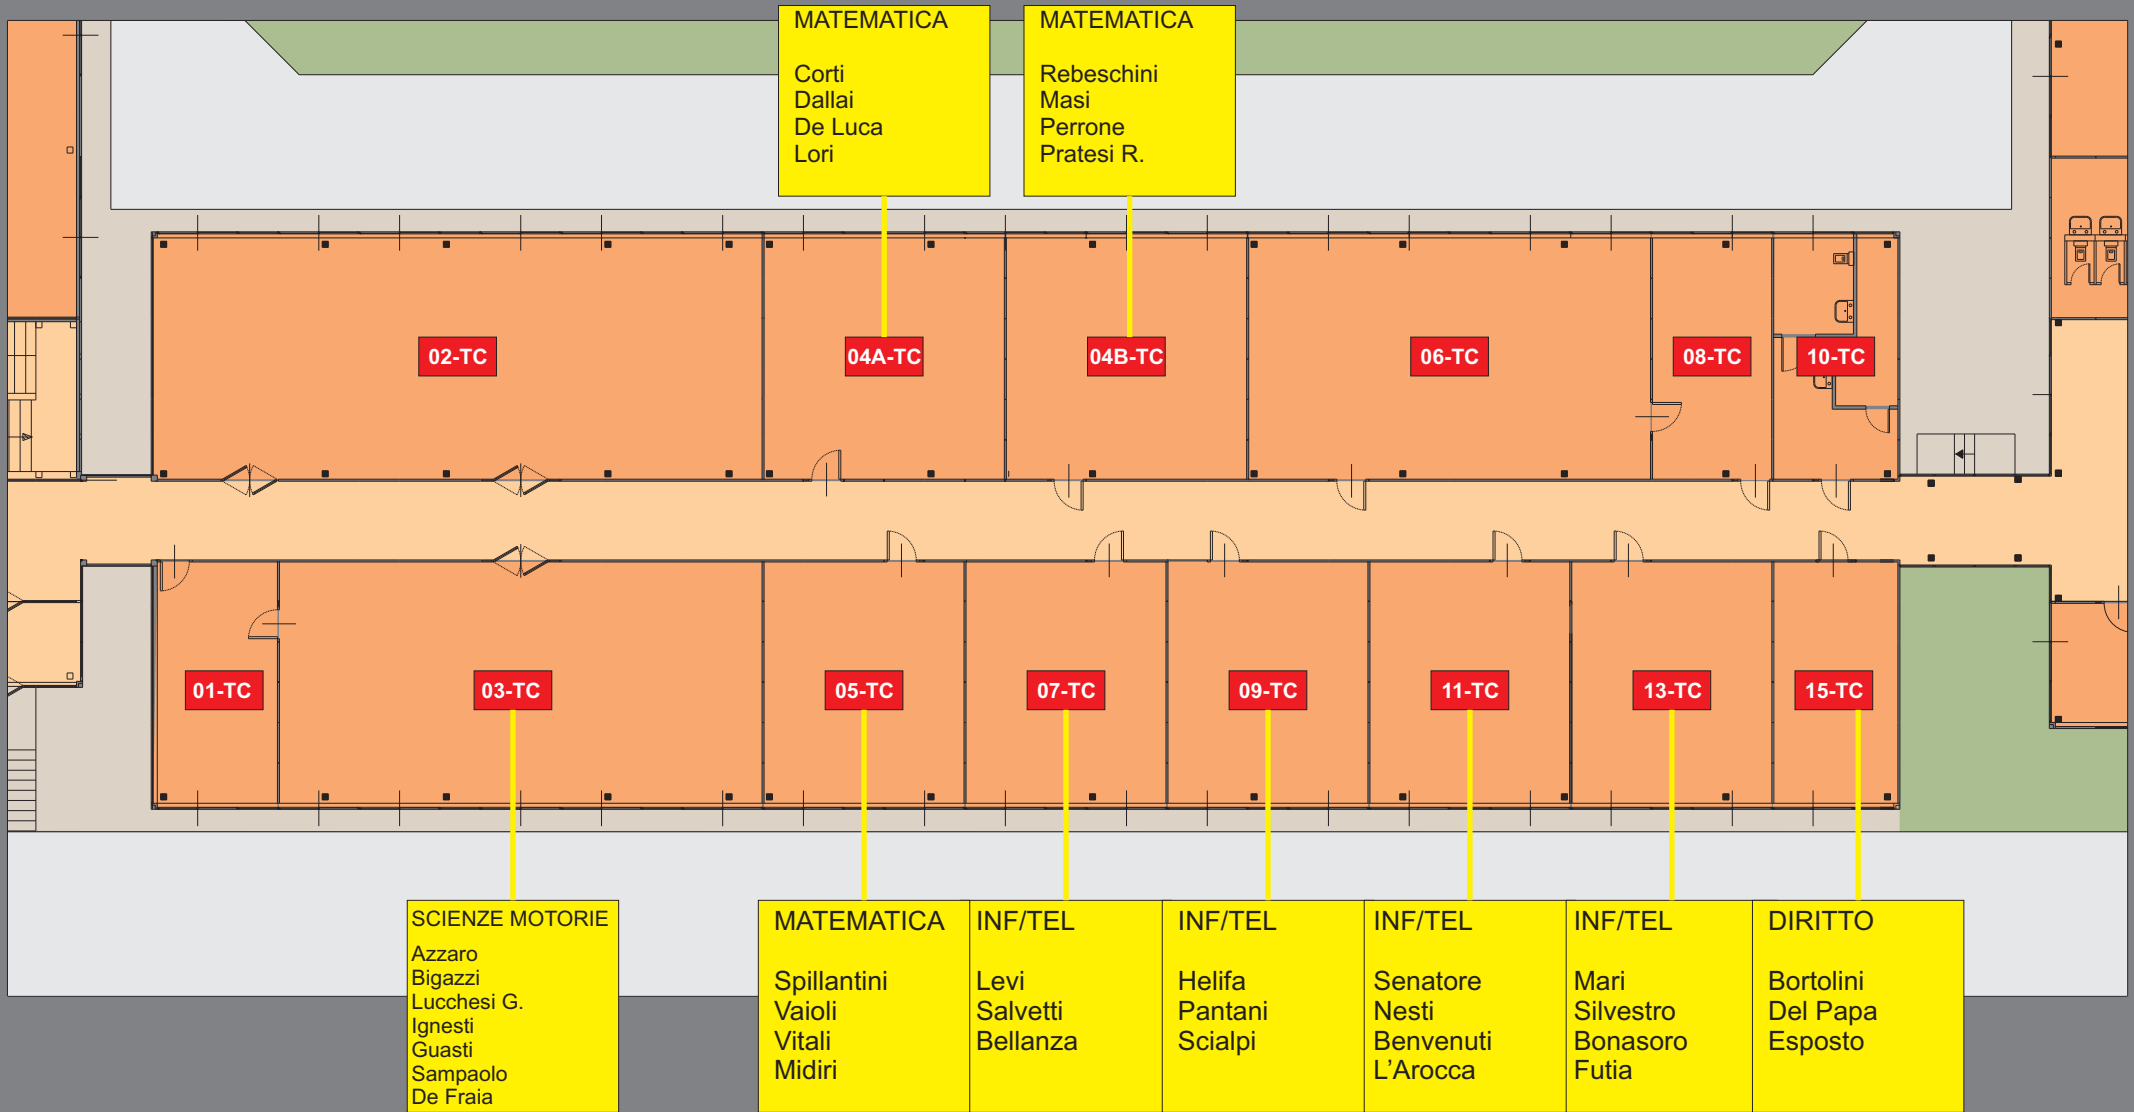 MATEMATICA
Corti
Dallai
De Luca
Lori
MATEMATICA
Rebeschini
Masi
Perrone
Pratesi R.
02-TC
04A-TC
04B-TC
06-TC
08-TC
10-TC
01-TC
03-TC
05-TC
07-TC
09-TC
11-TC
13-TC
15-TC
SCIENZE MOTORIE
Azzaro
Bigazzi
Lucchesi G.
Ignesti
Guasti
Sampaolo
De Fraia
MATEMATICA
Spillantini
Vaioli
Vitali
Midiri
INF/TEL
Levi
Salvetti
Bellanza
INF/TEL
Helifa
Pantani
Scialpi
INF/TEL
Senatore
Nesti
Benvenuti
L'Arocca
INF/TEL
Mari
Silvestro
Bonasoro
Futia
DIRITTO
Bortolini
Del Papa
Esposto